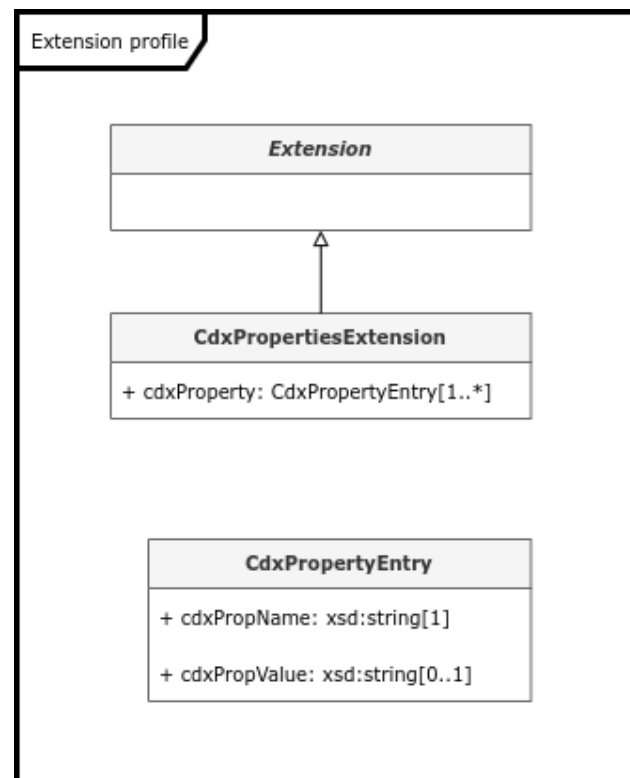 Extension profile
Extension
CdxPropertiesExtension
+ cdxProperty: CdxPropertyEntry[1..*]
CdxPropertyEntry
+ cdxPropName: xsd:string[1]
+ cdxPropValue: xsd:string[0..1]